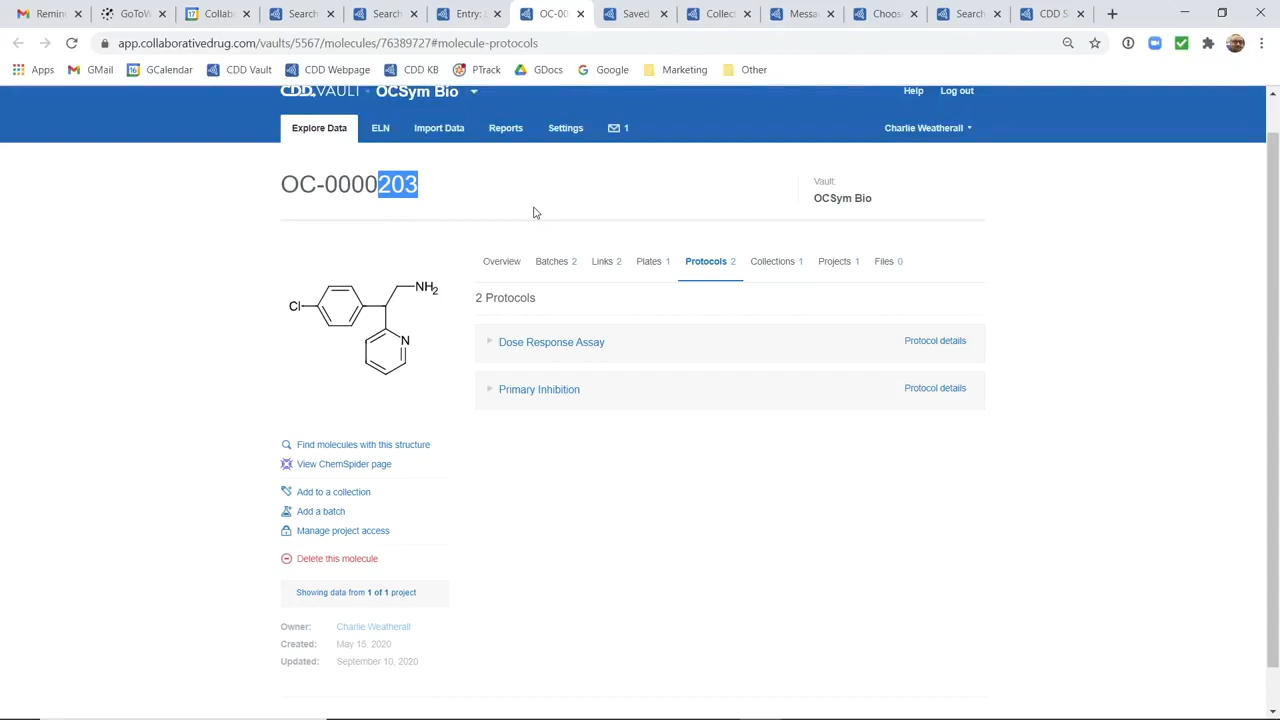 Remin
GoToW
Collab
Search
Entry:
OC-00
Saved
Collect
Messa
Choos
Search
CDD S
app.collaborativedrug.com/vaults/5567/molecules/76389727#molecule-protocols
Apps
GMail
GCalendar
CDD Vault
CDD Webpage
CDD KB
PTrack
GDocs
Google
Marketing
Other
CDD. VAULT
OCSym Bio
Help
Log out
Explore Data
ELN
Import Data
Reports
Settings
1
Charlie Weatherall
OC-0000203
Vault:
OCSym Bio
Overview
Batches 2
Links 2
Plates 1
Protocols 2
Collections 1
Projects 1
Files 0
2 Protocols
Dose Response Assay
Protocol details
Primary Inhibition
Protocol details
Cl
NH2
N
Find molecules with this structure
View ChemSpider page
Add to a collection
Add a batch
Manage project access
Delete this molecule
Showing data from 1 of 1 project
Owner: Charlie Weatherall
Created: May 15, 2020
Updated: September 10, 2020